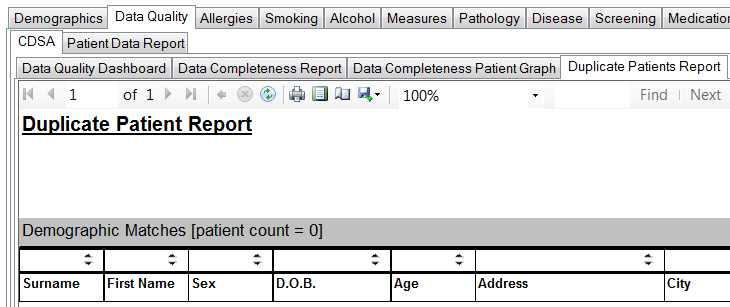 Demographics Data Quality Allergies Smoking Alcohol Measures Pathology Disease Screening Medication
CDSA Patient Data Report
Data Quality Dashboard Data Completeness Report Data Completeness Patient Graph Duplicate Patients Report
1 of 1 100% Find Next
Duplicate Patient Report
Demographic Matches [patient count = 0]
Surname First Name Sex D.O.B. Age Address City